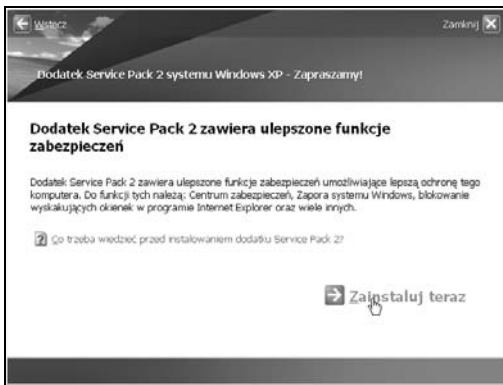 Wstecz
Zamknij
Dodatek Service Pack 2 systemu Windows XP - Zapraszamy!
Dodatek Service Pack 2 zawiera ulepszone funkcje
zabezpieczeń
Dodatek Service Pack 2 zawiera ulepszone funkcje zabezpieczeń umożliwiające lepszą ochronę tego
komputera. Do funkcji tych należą: Centrum zabezpieczeń, Zapora systemu Windows, blokowanie
wyskakujących okienek w programie Internet Explorer oraz wiele innych.
Co trzeba wiedzieć przed instalowaniem dodatku Service Pack 2?
Zainstaluj teraz